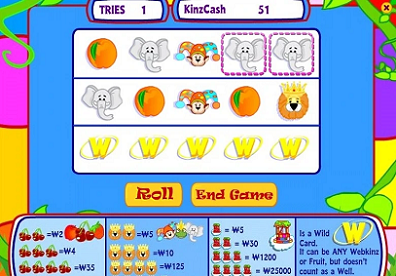 TRIES 1 KinzCash 51
W W W W W
Roll End Game
=W2
=W4
=W35
=W5
=W10
=W125
= W5
= W30
= W1200
= W25000
Is a Wild
Card.
W
It can be ANY Webkinz
or Fruit, but doesn't
count as a Well.